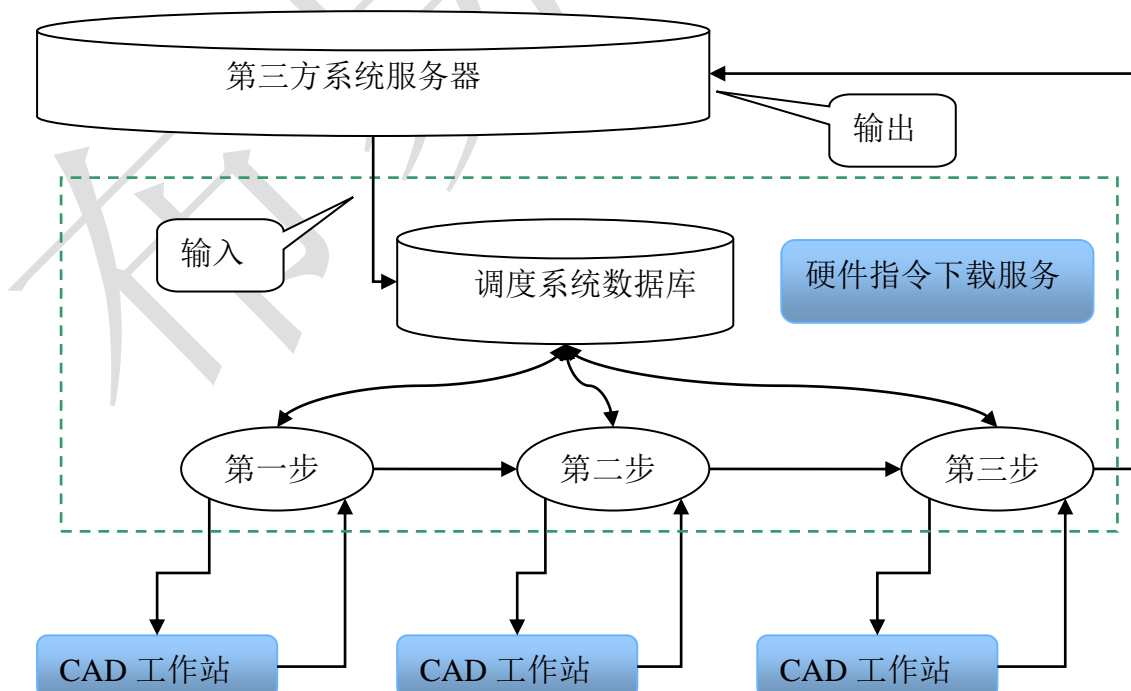 第三方系统服务器
输出
输入
调度系统数据库
硬件指令下载服务
第一步
第二步
第三步
CAD 工作站
CAD 工作站
CAD 工作站